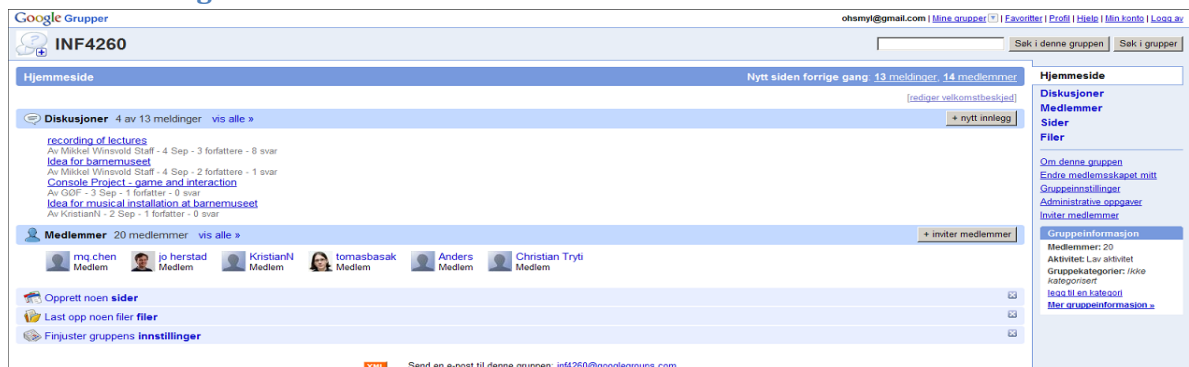 Google Grupper
ohsmyl@gmail.com | Mine grupper | Favoritter | Profil | Hjelp | Min konto | Logg av
INF4260
Søk i denne gruppen Søk i grupper
Hjemmeside
Nytt siden forrige gang: 13 meldinger, 14 medlemmer
[rediger velkomstbeskjed]
Diskusjoner 4 av 13 meldinger vis alle »
+ nytt innlegg
recording of lectures
Av Mikkel Winsvold Staff - 4 Sep - 3 forfattere - 8 svar
Idea for barnemuseet
Av Mikkel Winsvold Staff - 4 Sep - 2 forfattere - 1 svar
Console Project - game and interaction
Av GØF - 3 Sep - 1 forfatter - 0 svar
Idea for musical installation at barnemuseet
Av KristianN - 2 Sep - 1 forfatter - 0 svar
Medlemmer 20 medlemmer vis alle »
+ inviter medlemmer
mq.chen
Medlem
jo herstad
Medlem
KristianN
Medlem
tomasbasak
Medlem
Anders
Medlem
Christian Tryti
Medlem
Opprett noen sider
Last opp noen filer filer
Finjuster gruppens innstillinger
XML
Send en e-post til denne gruppen: inf4260@googlegroups.com
Hjemmeside
Diskusjoner
Medlemmer
Sider
Filer
Om denne gruppen
Endre medlemsskapet mitt
Gruppeinnstillinger
Administrative oppgaver
Inviter medlemmer
Gruppeinformasjon
Medlemmer: 20
Aktivitet: Lav aktivitet
Gruppekategorier: Ikke
kategorisert
legg til en kategori
Mer gruppeinformasjon »